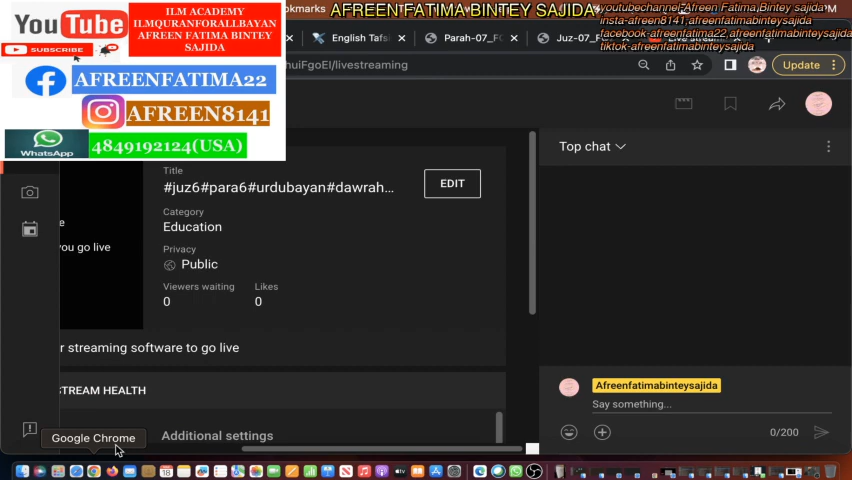 YouTube
SUBSCRIBE
ILM ACADEMY
ILMQURANFORALLBAYAN
AFREEN FATIMA BINTEY
SAJIDA
AFREENFATIMA22
AFREEN8141
WhatsApp
4849192124(USA)
AFREEN FATIMA BINTEY SAJIDA
youtubechannel-Afreen Fatima,Bintey sajida
insta-afreen8141,afreenfatimabinteysajida
facebook-afreenfatima22,afreenfatimabinteysajida
tiktok-afreenfatimabinteysajida
English Tafs
Parah-07_F
Juz-07_
huiFgoEI/livestreaming
Update
Title
#juz6#para6#urdubayan#dawrah...
EDIT
Category
Education
Privacy
Public
Viewers waiting
Likes
0
0
you go live
r streaming software to go live
STREAM HEALTH
Additional settings
Google Chrome
Top chat
Afreenfatimabinteysajida
Say something...
0/200